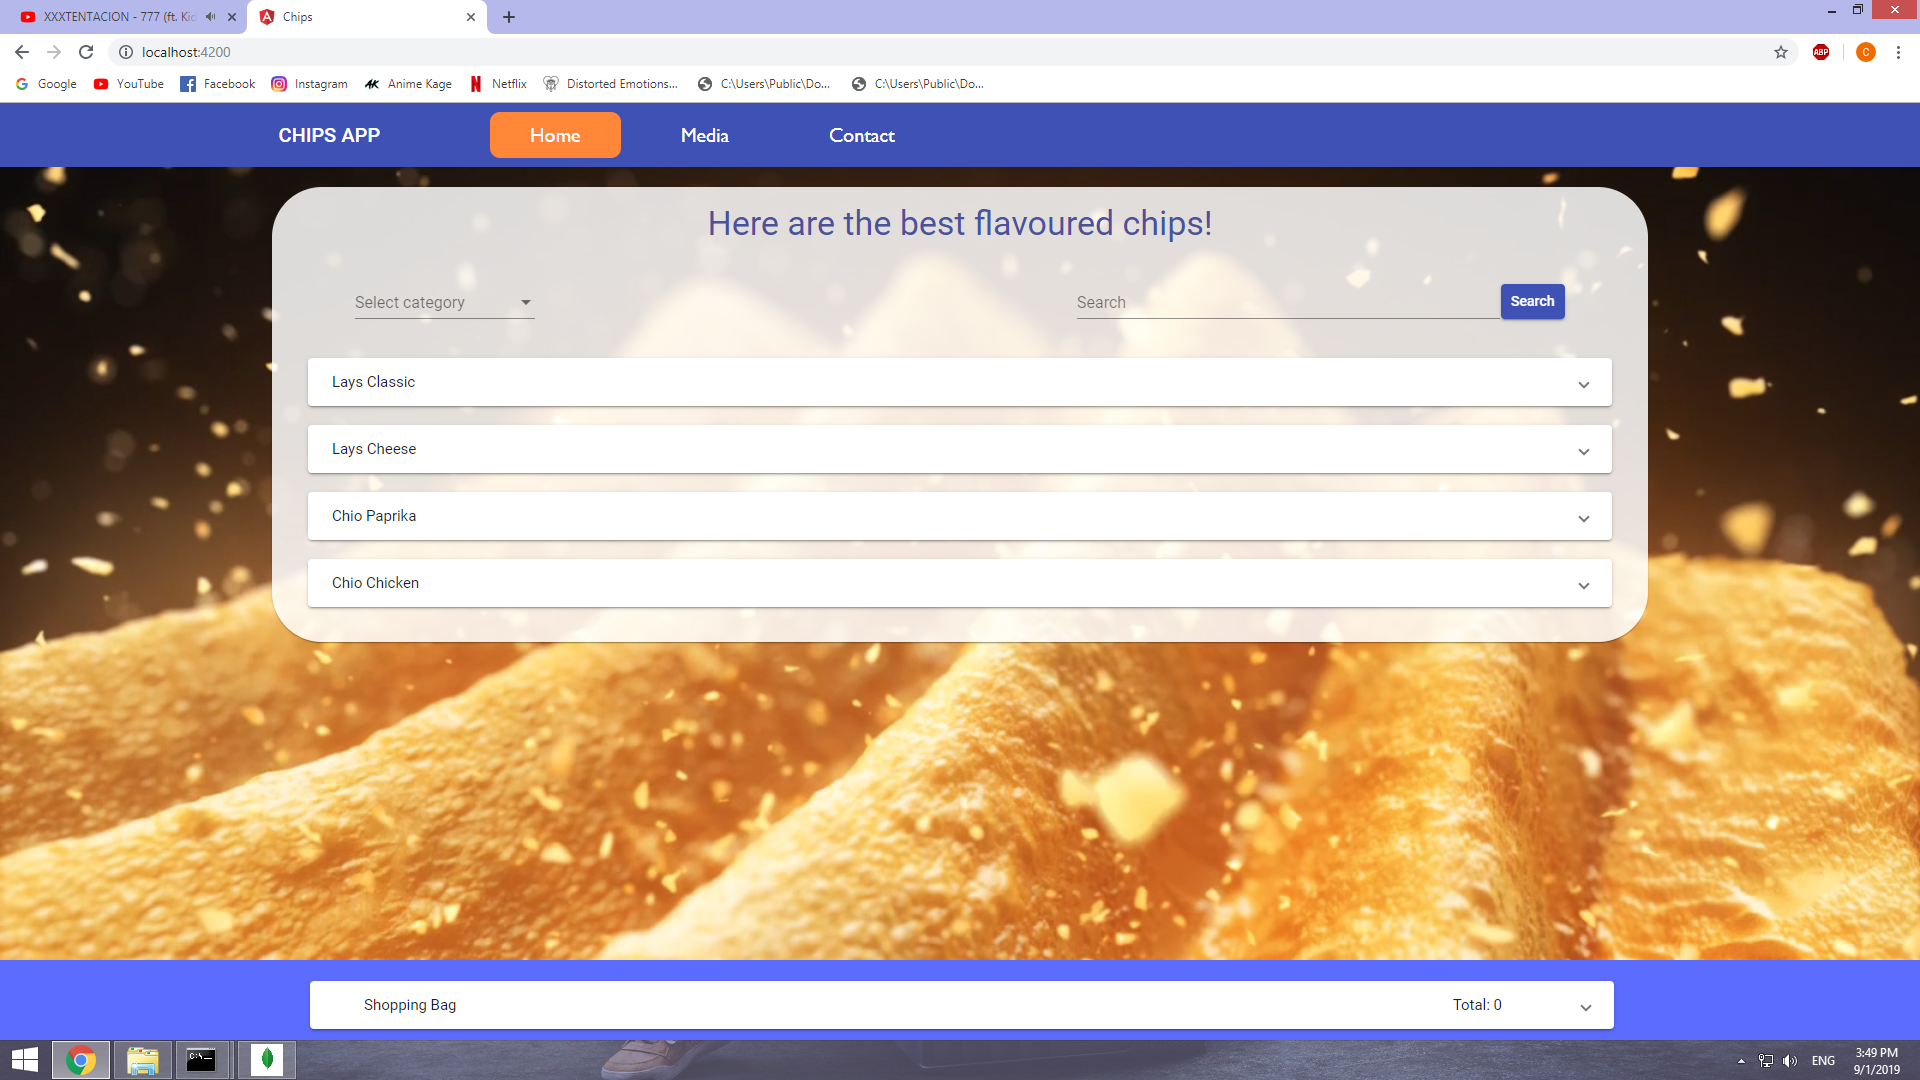 XXXTENTACION - 777 (ft. Kid
Chips
localhost:4200
ABP
C
Google
YouTube
Facebook
Instagram
Anime Kage
Netflix
Distorted Emotions...
C:\Users\Public\Do...
C:\Users\Public\Do...
CHIPS APP
Home
Media
Contact
Here are the best flavoured chips!
Select category
Search
Search
Lays Classic
Lays Cheese
Chio Paprika
Chio Chicken
Shopping Bag
Total: 0
ENG
3:49 PM
9/1/2019